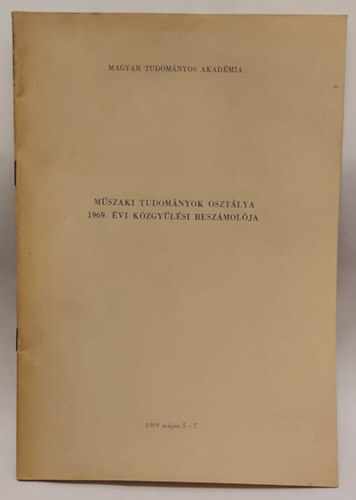 MAGYAR TUDOMÁNYOS AKADÉMIA
MŰSZAKI TUDOMÁNYOK OSZTÁLYA
1969. ÉVI KÖZGYŰLÉSI BESZÁMOLÓJA
1969 május 5–7